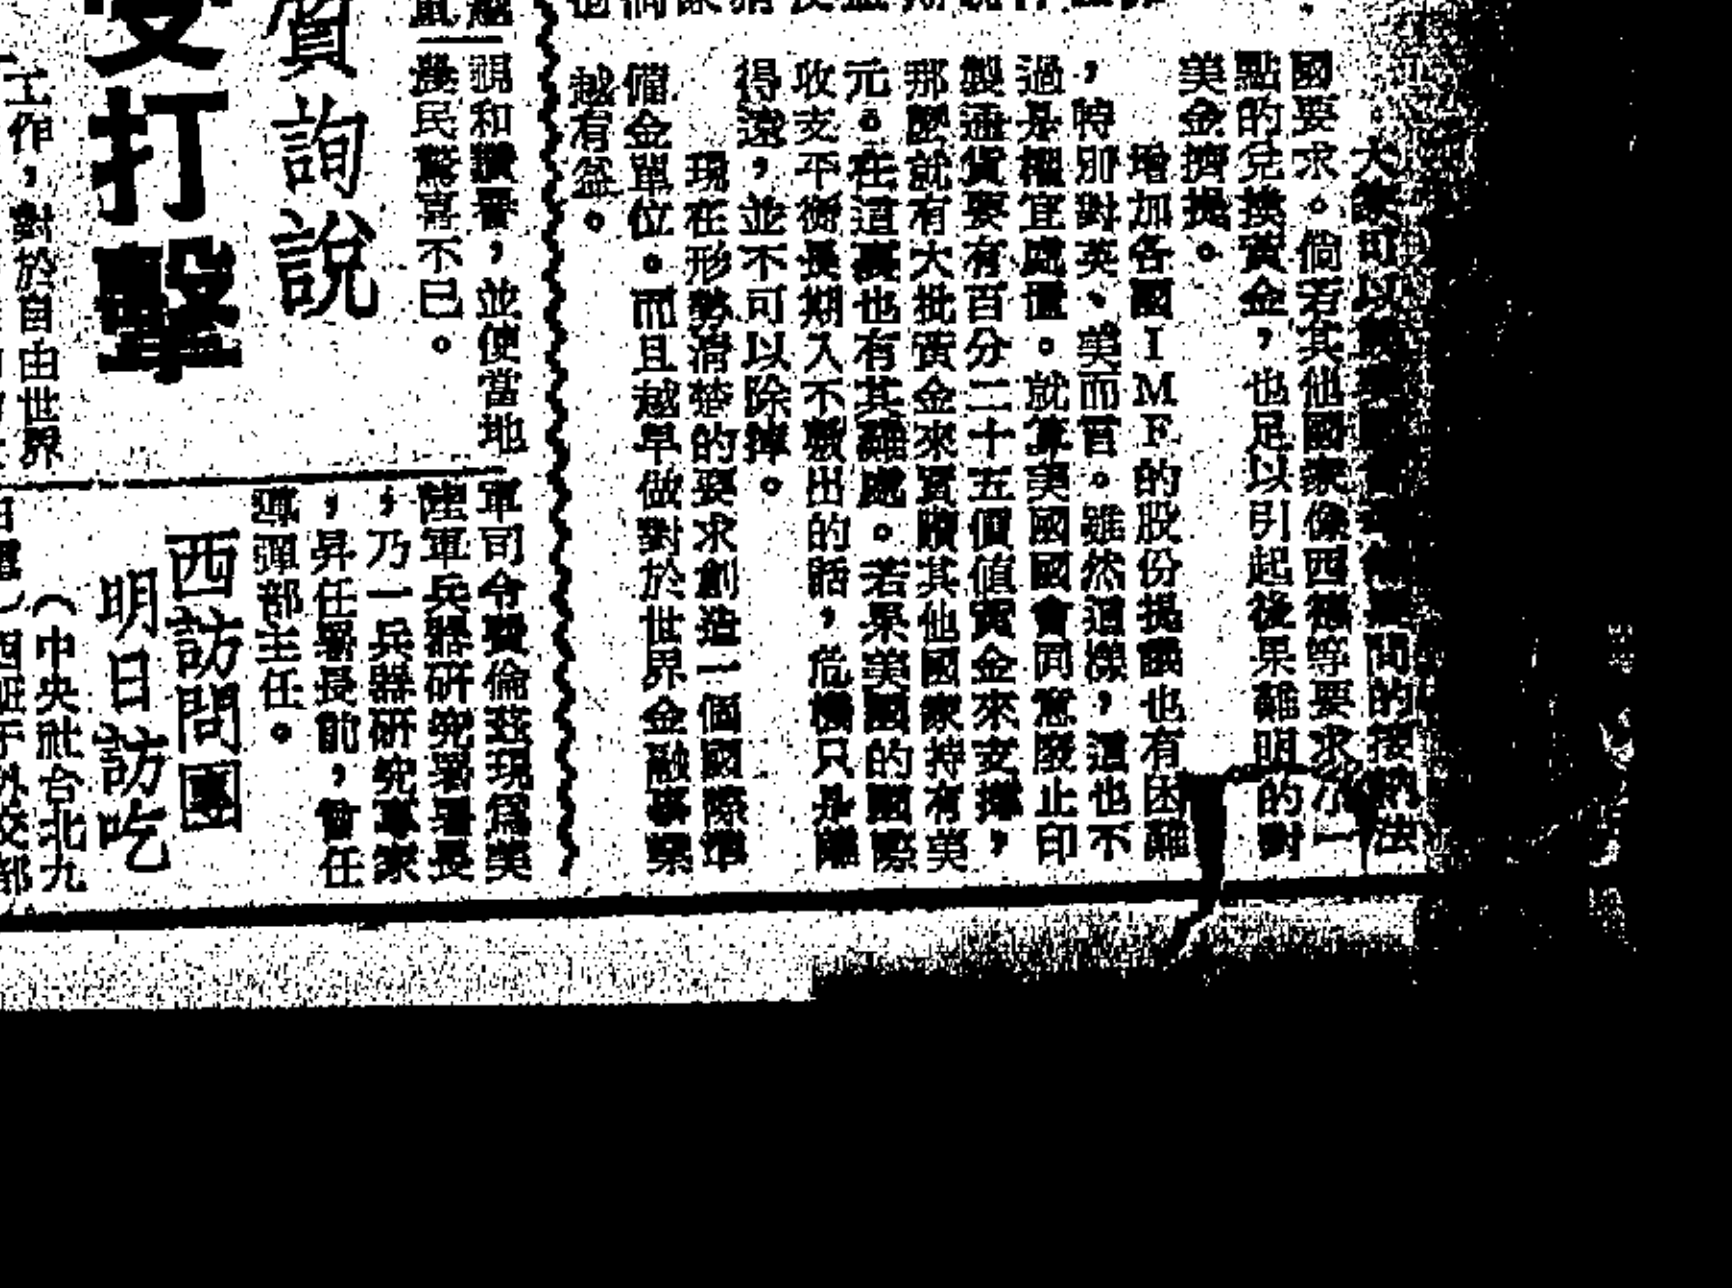 國要求。倘若其他國家像西德等要求小一
點的兌換黃金,也足以引起後果難明的對
美金擠提。
增加各國IMF的股份提議也有困難
,特別對英、美而言。雖然這樣,這也不
過是權宜處置。就算美國國會同意廢止印
製通貨要有百分二十五價值黃金來支撐,
那麽就有大批黃金來買贖其他國家持有美
元。在這裏也有其難處。若果美國的國際
收支不衡長期入不敷出的話,危機只是離
得遠,並不可以除掉。
現在形勢清楚的要求創造一個國際準
備金單位。而且越早做對於世界金融事業
越有益。
和讚譽,並使當地
農民驚喜不已。
軍司令費倫茲現為美
陸軍兵器研究署署長
,乃一兵器研究專家
,昇任署長前,曾任
導彈部主任。
質詢說
受打擊
西訪問團
明日訪吃
(中央社台北九
工作,對於自由世界